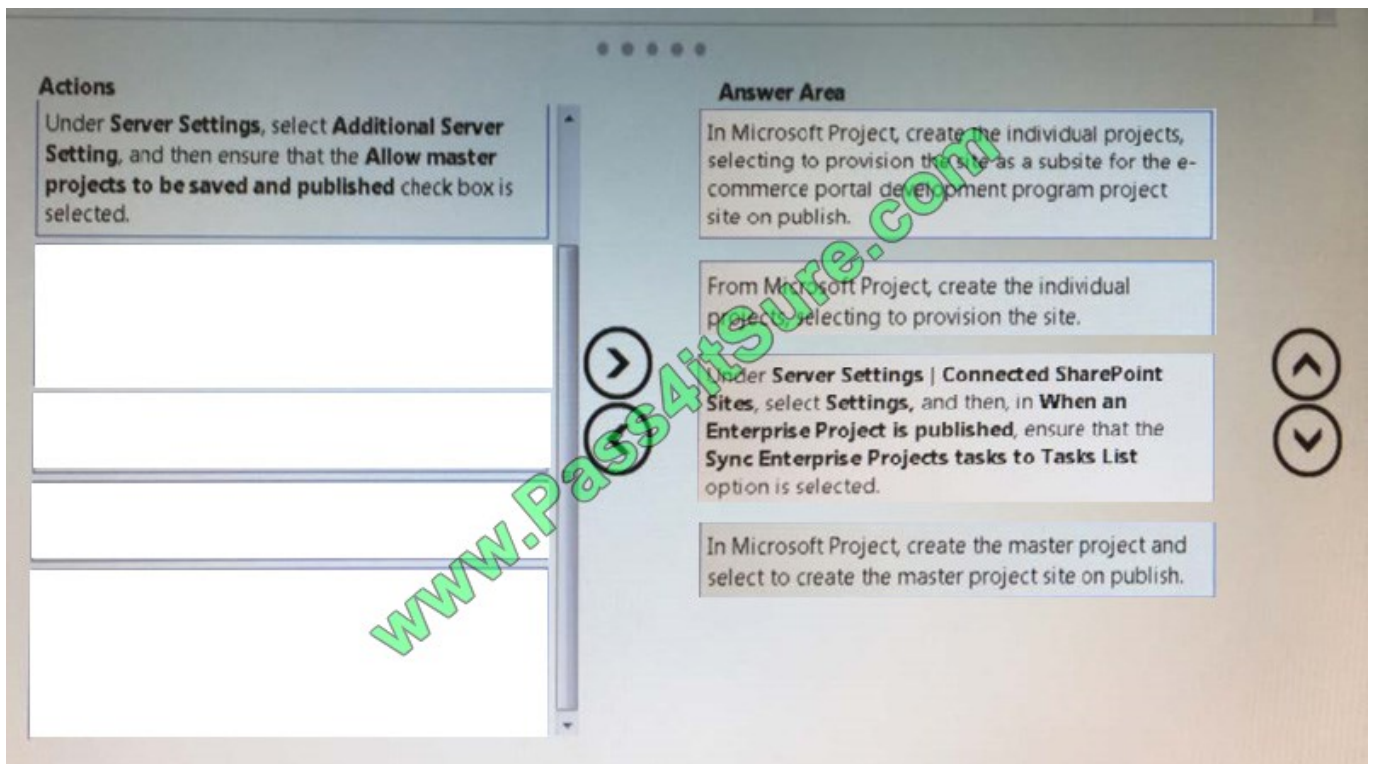 Actions
Under Server Settings, select Additional Server
Setting, and then ensure that the Allow master
projects to be saved and published check box is
selected.
Answer Area
In Microsoft Project, create the individual projects,
selecting to provision the site as a subsite for the e-
commerce portal development program project
site on publish.
From Microsoft Project, create the individual
projects, selecting to provision the site.
Under Server Settings | Connected SharePoint
Sites, select Settings, and then, in When an
Enterprise Project is published, ensure that the
Sync Enterprise Projects tasks to Tasks List
option is selected.
In Microsoft Project, create the master project and
select to create the master project site on publish.
www.Pass4itSure.com